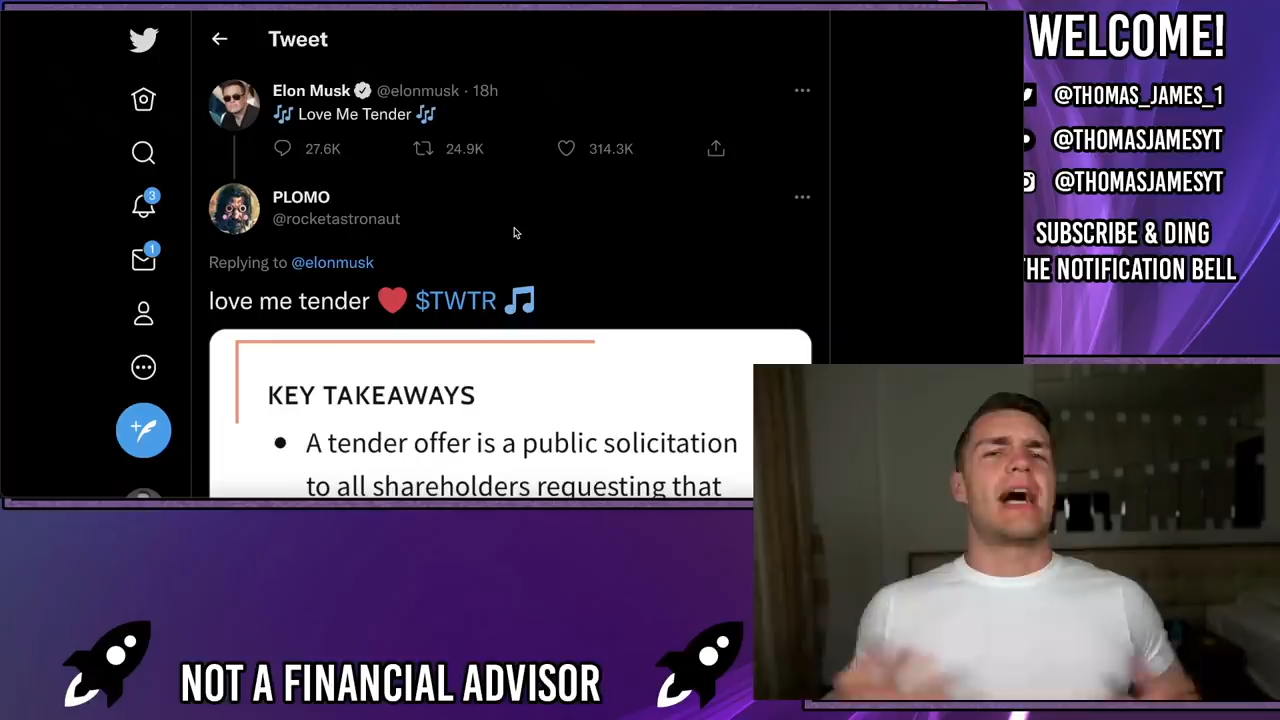 Tweet
Elon Musk @elonmusk · 18h
🎶 Love Me Tender 🎶
27.6K 24.9K 314.3K
PLOMO
@rocketastronaut
Replying to @elonmusk
love me tender ❤️ $TWTR 🎵
KEY TAKEAWAYS
• A tender offer is a public solicitation
to all shareholders requesting that
3
1
WELCOME!
@THOMAS_JAMES_1
@THOMASJAMESYT
@THOMASJAMESYT
SUBSCRIBE & DING
THE NOTIFICATION BELL
NOT A FINANCIAL ADVISOR